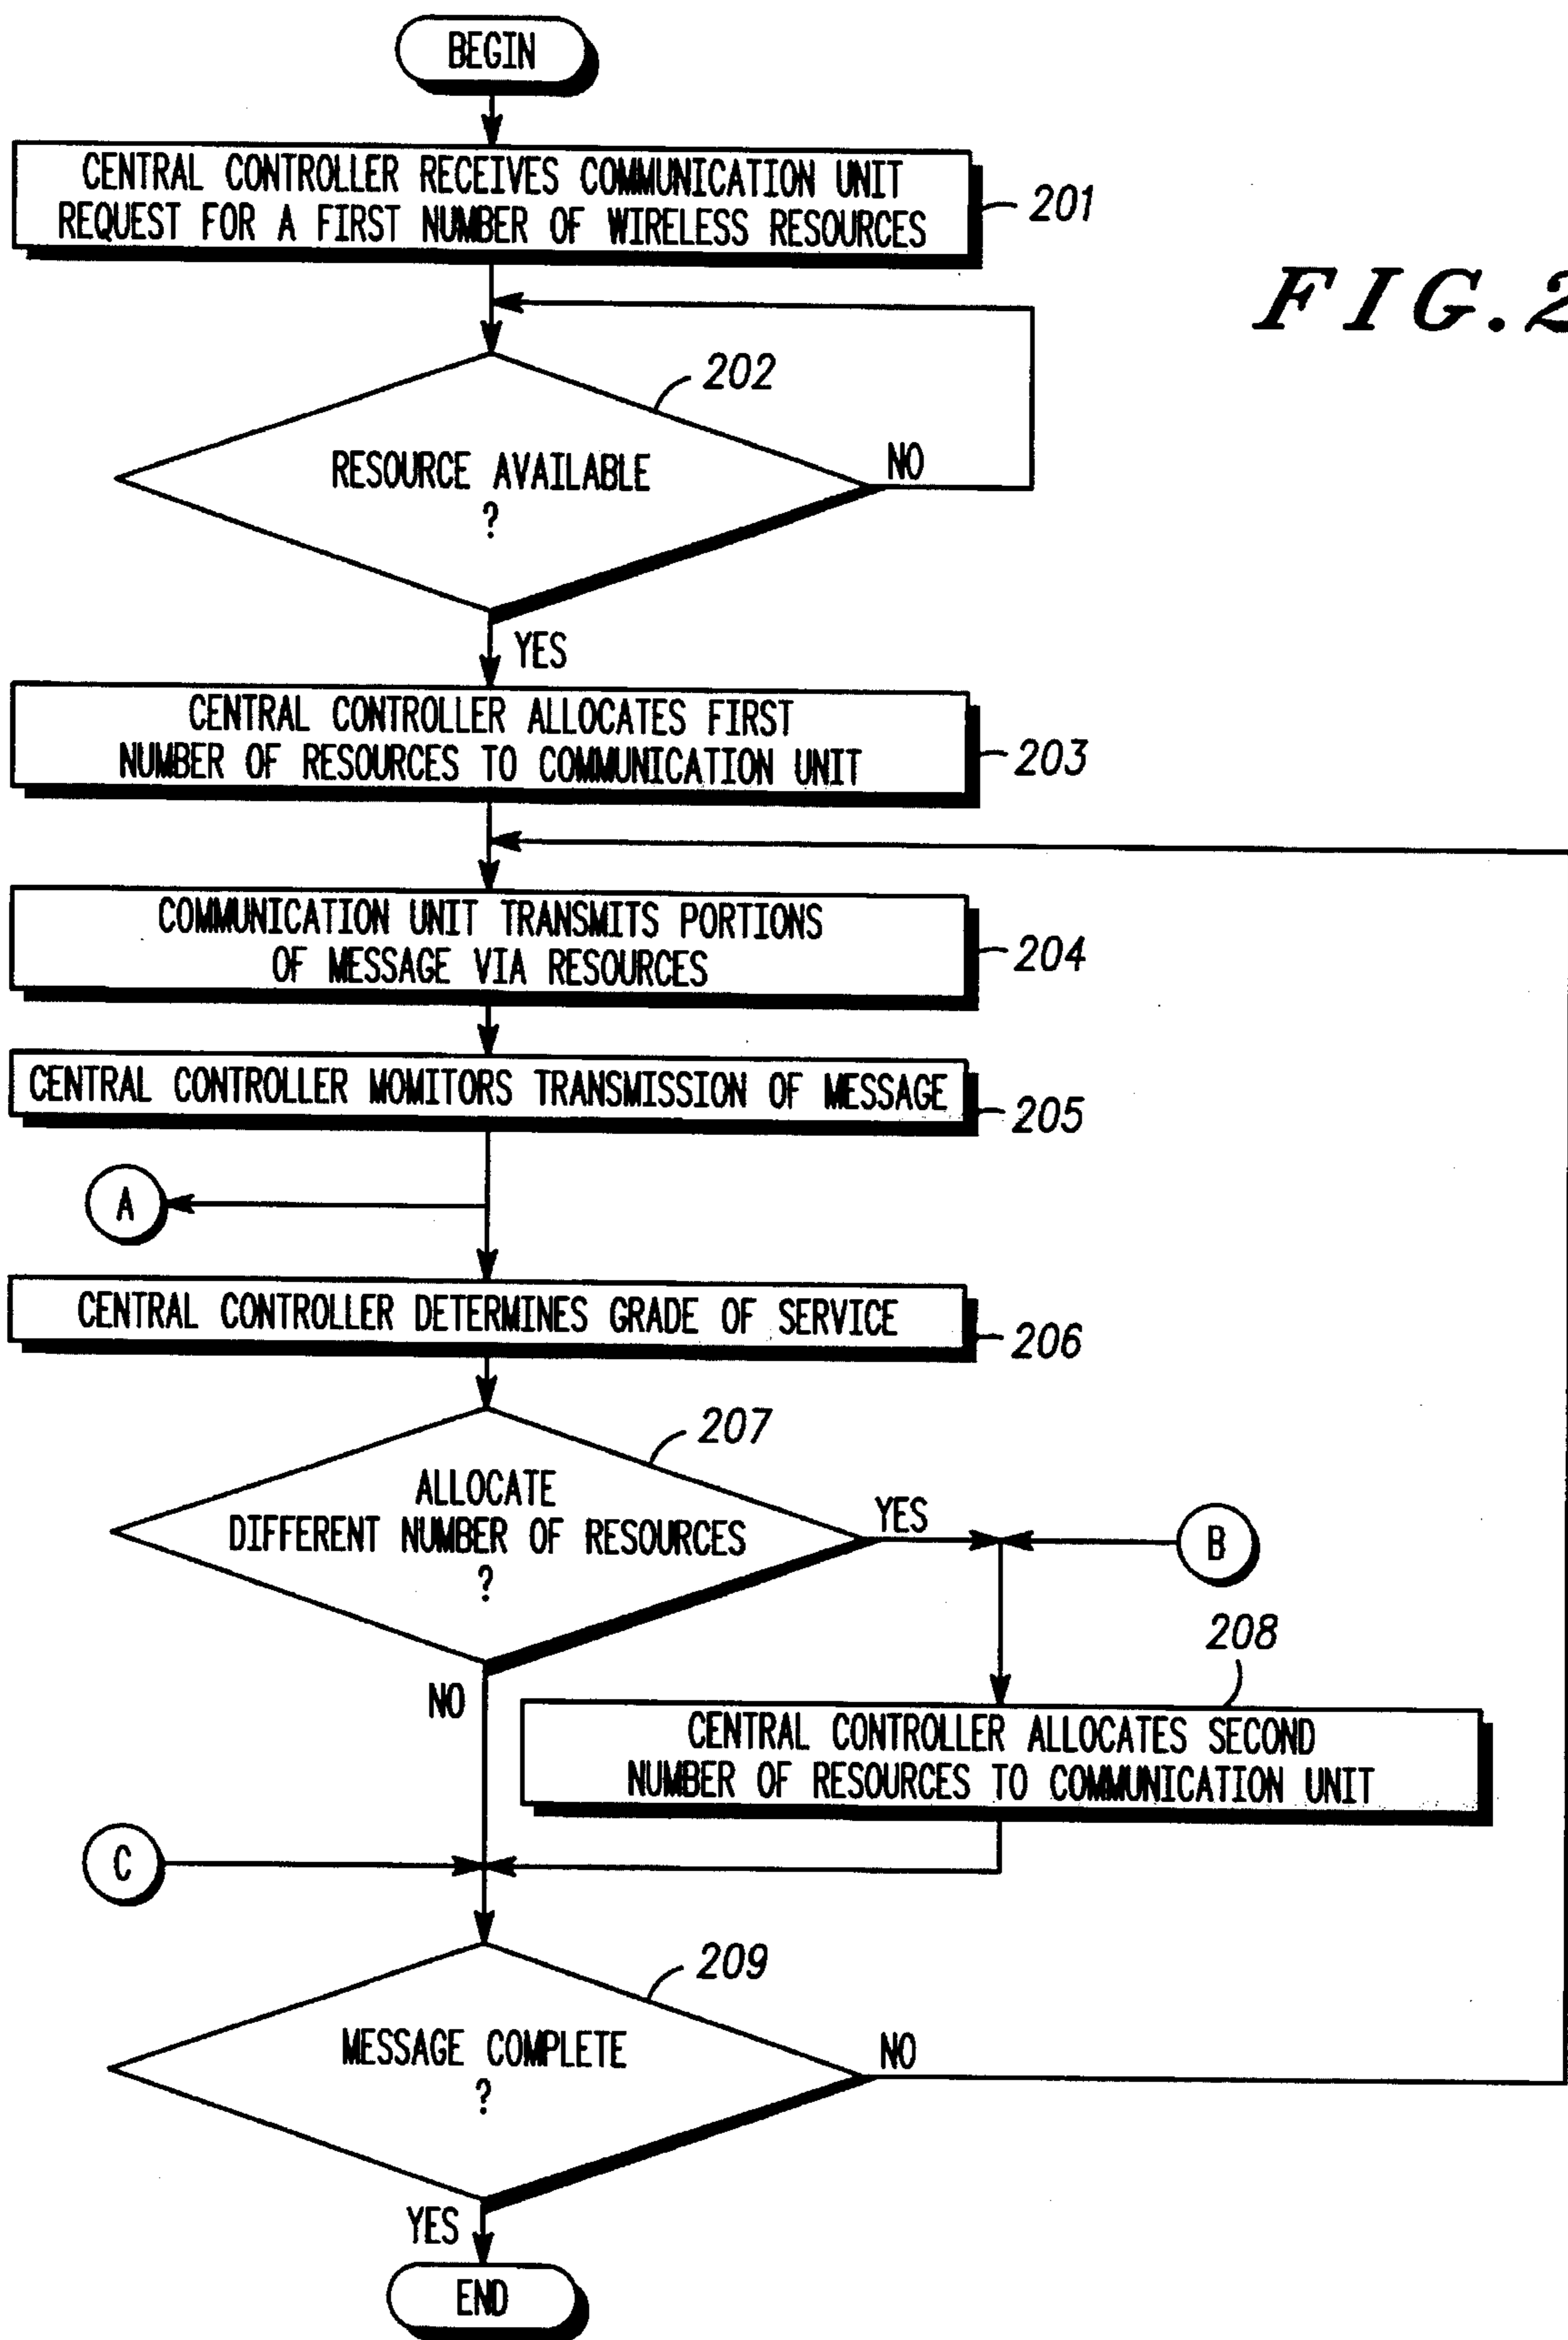 BEGIN
CENTRAL CONTROLLER RECEIVES COMMUNICATION UNIT
REQUEST FOR A FIRST NUMBER OF WIRELESS RESOURCES
201
FIG.2
202
RESOURCE AVAILABLE
?
NO
YES
CENTRAL CONTROLLER ALLOCATES FIRST
NUMBER OF RESOURCES TO COMMUNICATION UNIT
203
COMMUNICATION UNIT TRANSMITS PORTIONS
OF MESSAGE VIA RESOURCES
204
CENTRAL CONTROLLER MOMITORS TRANSMISSION OF MESSAGE
205
A
CENTRAL CONTROLLER DETERMINES GRADE OF SERVICE
206
207
ALLOCATE
DIFFERENT NUMBER OF RESOURCES
?
YES
B
NO
208
CENTRAL CONTROLLER ALLOCATES SECOND
NUMBER OF RESOURCES TO COMMUNICATION UNIT
C
209
MESSAGE COMPLETE
?
NO
YES
END